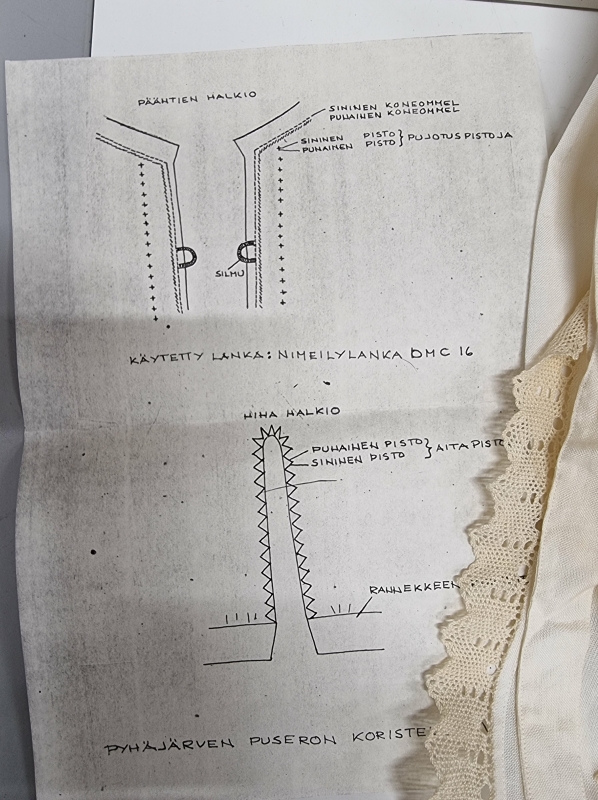 PÄÄNTIEN HALKIO
SININEN KONEOMMEL
PUNAINEN KONEOMMEL
SININEN PISTO } PUJOTUSPISTOJA
PUNAINEN PISTO
SILMU
KÄYTETTY LANKA: NIMEILYLANKA DMC 16
HIHA HALKIO
PUNAINEN PISTO } AITAPISTO
SININEN PISTO
RANNEKKEEN
PYHÄJÄRVEN PUSERON KORISTE